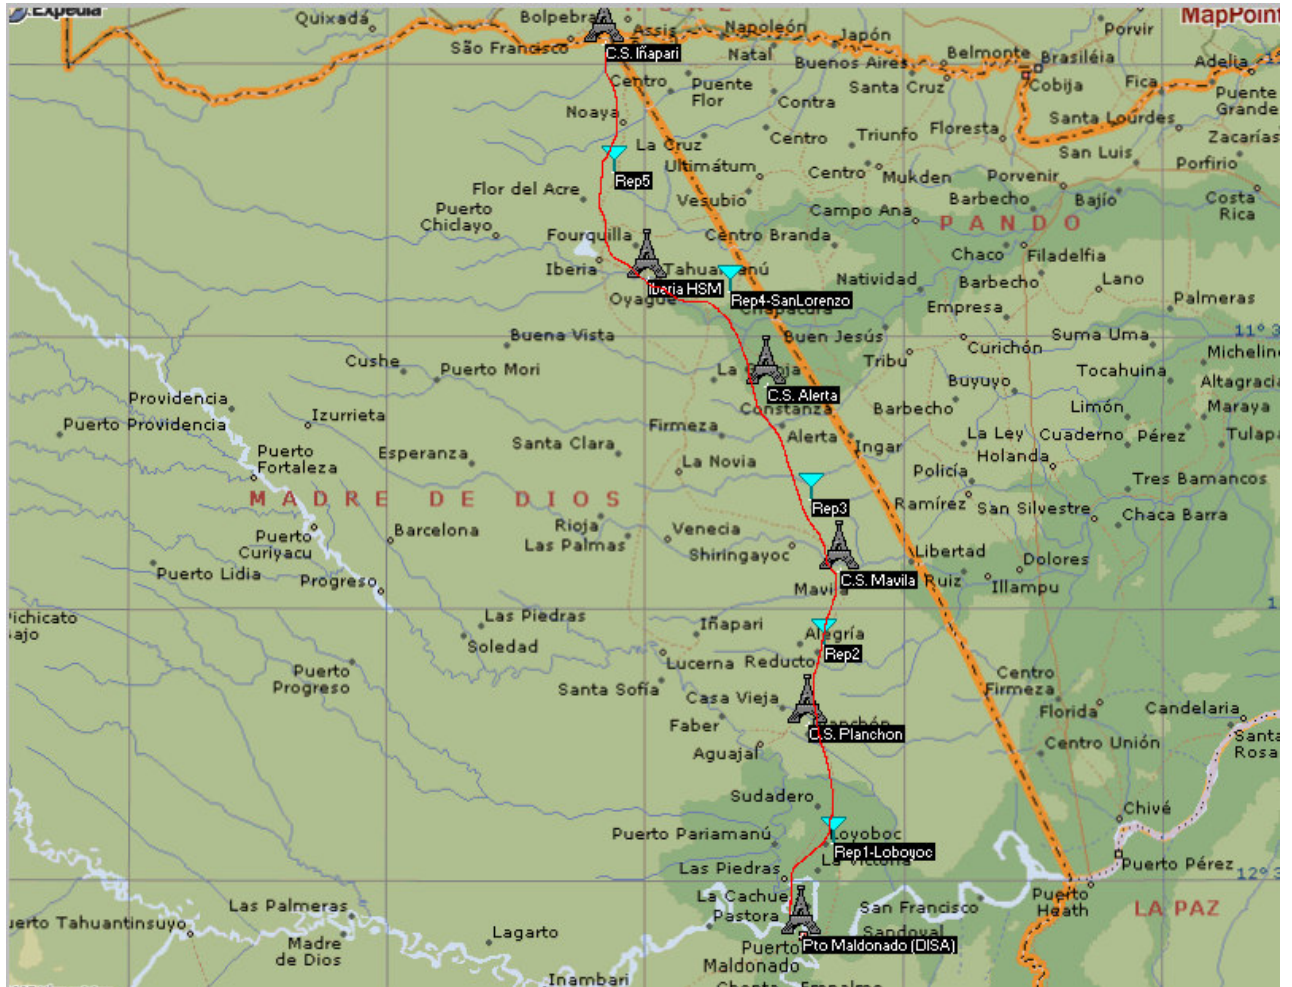 Expedia
MapPoint
Quixadá
Bolpebra
Assis
Napoleón
Japón
Porvir
São Francisco
C.S. Iñapari
Natal
Buenos Aires
Belmonte
Brasiléia
Adelia
Centro
Puente
Flor
Contra
Santa Cruz
Cobija
Fica
Puente
Grande
Noaya
La Cruz
Centro
Triunfo
Floresta
Santa Lourdes
Zacarías
Ultimátum
San Luis
Porfirio
Rep5
Centro
Mukden
Porvenir
Flor del Acre
Vesubio
Barbecho
Bajío
Costa
Rica
Puerto
Chiclayo
Campo Ana
PANDO
Fourquilla
Centro Branda
Chaco
Filadelfia
Iberia
Iberia HSM
Rep4-SanLorenzo
Natividad
Barbecho
Lano
Oyague
Empresa
Palmeras
Buena Vista
Buen Jesús
Suma Uma
Curichón
Micheline
Cushe
Puerto Mori
Tribu
Tocahuina
Altagracia
C.S. Alerta
Buyuyo
Providencia
Izurrieta
Constanza
Barbecho
Limón
Maraya
Puerto Providencia
Firmeza
Alerta
Ingar
La Ley
Cuaderno
Pérez
Tulapa
Puerto
Fortaleza
Esperanza
Santa Clara
La Novia
Policía
Holanda
Tres Bamancos
MADRE DE DIOS
Rep3
Ramírez
San Silvestre
Chaca Barra
Puerto
Curiyacu
Barcelona
Rioja
Las Palmas
Venecia
Shiringayoc
Libertad
Dolores
Puerto Lidia
Progreso
C.S. Mavila
Ruiz
Illampu
Las Piedras
Iñapari
Alegría
Soledad
Lucerna
Reducto
Rep2
Puerto
Progreso
Santa Sofía
Casa Vieja
Centro
Firmeza
Faber
C.S. Planchon
Florida
Candelaria
Aguajal
Centro Unión
Santa
Rosa
Sudadero
Chivé
Puerto Pariamanú
Loyoboc
Rep1-Loboyoc
Las Piedras
Puerto Pérez
La Cachue
Pastora
San Francisco
Puerto
Heath
LA PAZ
Las Palmeras
Lagarto
Sandoval
Madre
de Dios
Pto Maldonado (DISA)
Puerto
Maldonado
Inambari